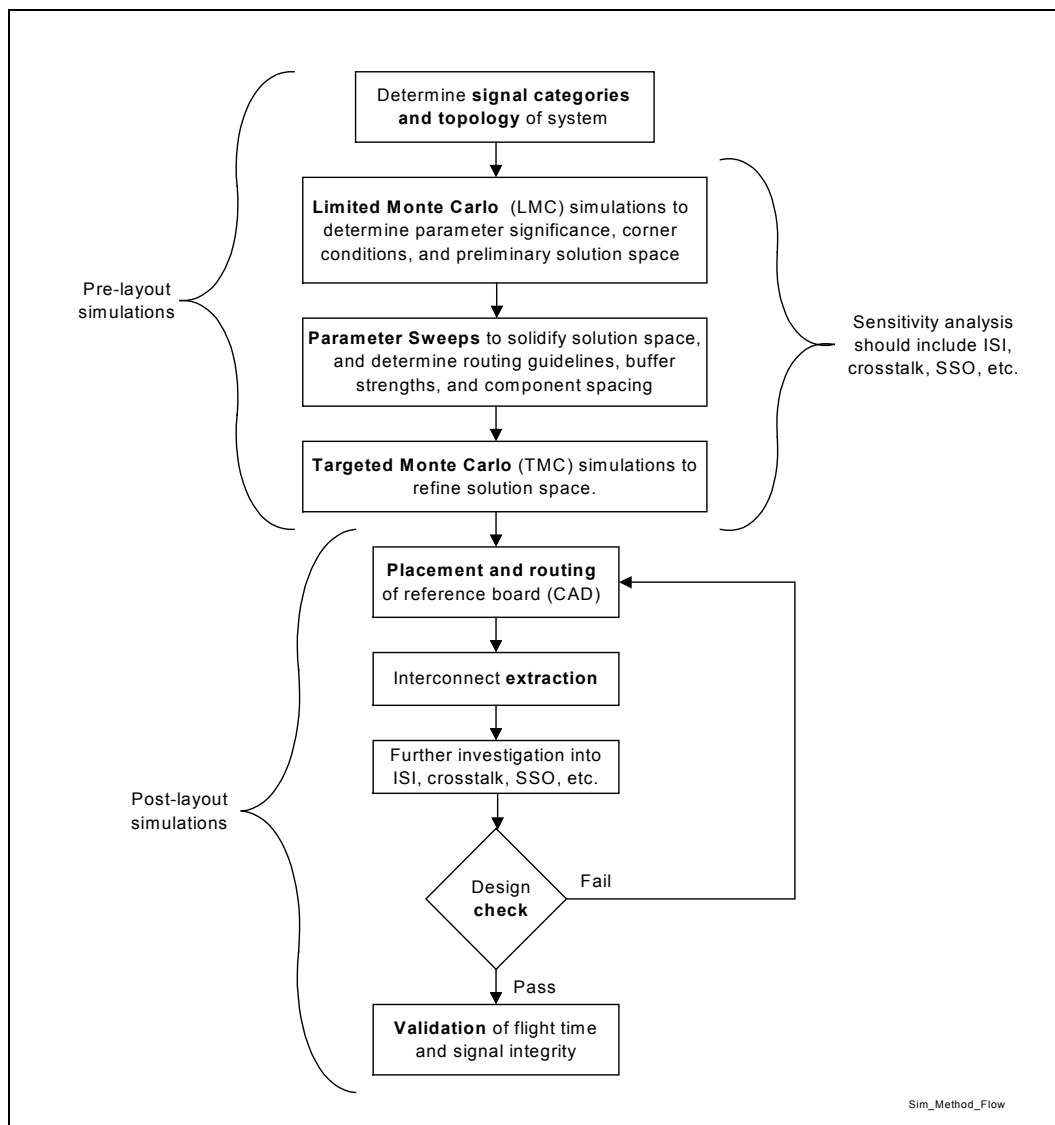 Determine signal categories
and topology of system
Limited Monte Carlo (LMC) simulations to
determine parameter significance, corner
conditions, and preliminary solution space
Pre-layout
simulations
Parameter Sweeps to solidify solution space,
and determine routing guidelines, buffer
strengths, and component spacing
Sensitivity analysis
should include ISI,
crosstalk, SSO, etc.
Targeted Monte Carlo (TMC) simulations to
refine solution space.
Placement and routing
of reference board (CAD)
Interconnect extraction
Further investigation into
ISI, crosstalk, SSO, etc.
Post-layout
simulations
Design
check
Fail
Pass
Validation of flight time
and signal integrity
Sim_Method_Flow